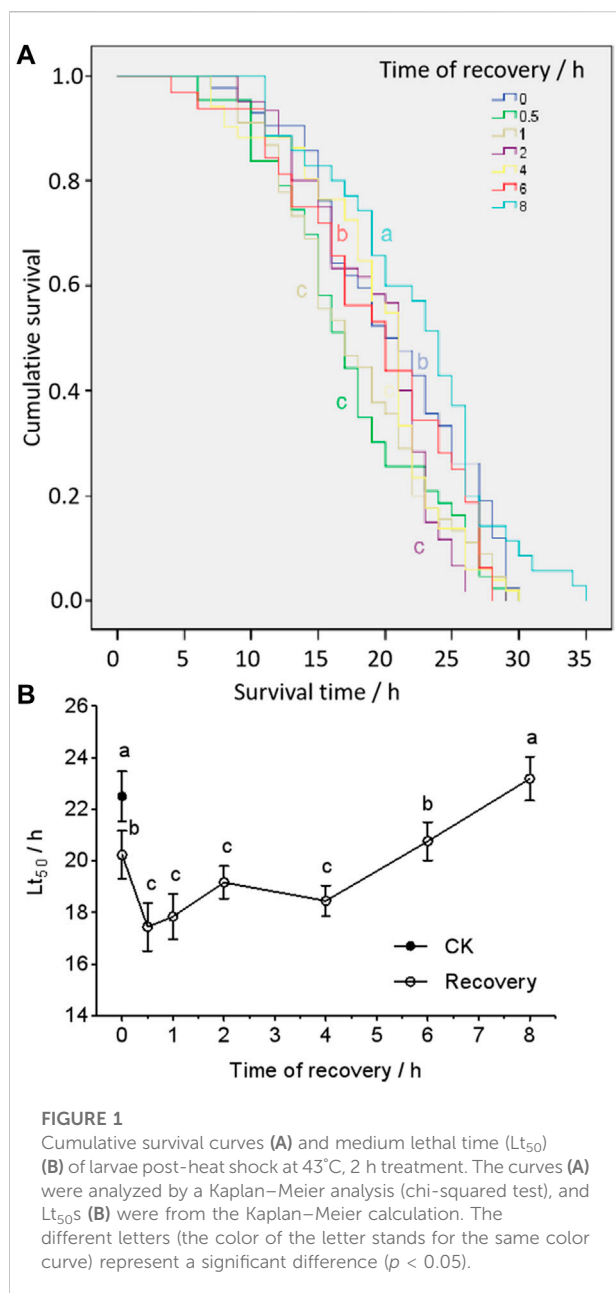 A
Time of recovery / h
0
0.5
1
2
4
6
8
1.0
0.8
0.6
0.4
0.2
0.0
Cumulative survival
a
b
c
b
c
c
0 5 10 15 20 25 30 35
Survival time / h
B
26
24
22
20
18
16
14
Lt50 / h
a
b
c
c
c
c
b
a
CK
Recovery
0 1 2 3 4 5 6 7 8
Time of recovery / h
FIGURE 1
Cumulative survival curves (A) and medium lethal time (Lt50)
(B) of larvae post-heat shock at 43°C, 2 h treatment. The curves (A)
were analyzed by a Kaplan–Meier analysis (chi-squared test), and
Lt50s (B) were from the Kaplan–Meier calculation. The
different letters (the color of the letter stands for the same color
curve) represent a significant difference (p < 0.05).